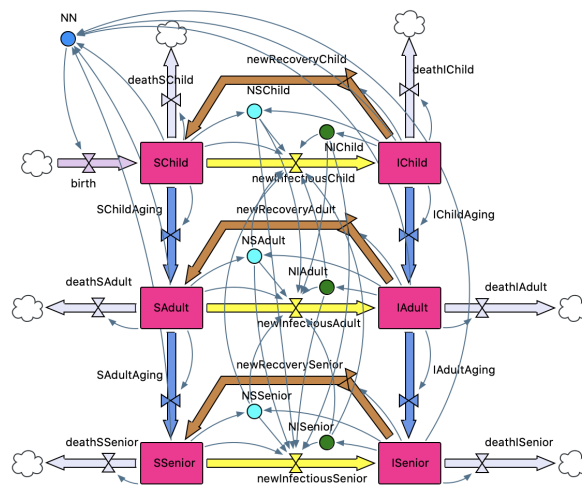 NN
newRecoveryChild
deathSChild
deathIChild
NSChild
NIChild
SChild
IChild
birth
newInfectiousChild
SChildAging
IChildAging
newRecoveryAdult
NSAdult
NIAdult
deathSAdult
SAdult
IAdult
deathIAdult
newInfectiousAdult
SAdultAging
IAdultAging
newRecoverySenior
NSSenior
NISenior
deathSSenior
SSenior
ISenior
deathISenior
newInfectiousSenior